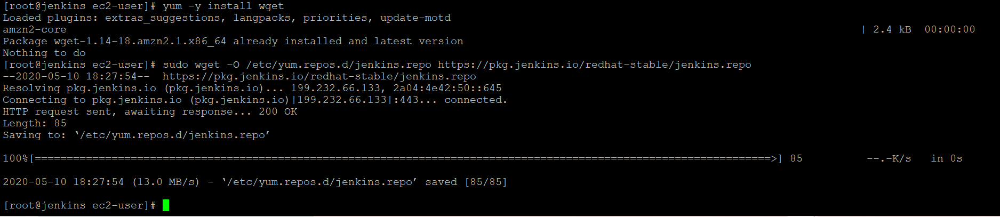 [root@jenkins ec2-user]# yum -y install wget
Loaded plugins: extras_suggestions, langpacks, priorities, update-motd
amzn2-core | 2.4 kB 00:00:00
Package wget-1.14-18.amzn2.1.x86_64 already installed and latest version
Nothing to do
[root@jenkins ec2-user]# sudo wget -O /etc/yum.repos.d/jenkins.repo https://pkg.jenkins.io/redhat-stable/jenkins.repo
--2020-05-10 18:27:54-- https://pkg.jenkins.io/redhat-stable/jenkins.repo
Resolving pkg.jenkins.io (pkg.jenkins.io)... 199.232.66.133, 2a04:4e42:50::645
Connecting to pkg.jenkins.io (pkg.jenkins.io)|199.232.66.133|:443... connected.
HTTP request sent, awaiting response... 200 OK
Length: 85
Saving to: ‘/etc/yum.repos.d/jenkins.repo’
100%[===================================================================================================================>] 85 --.-K/s in 0s
2020-05-10 18:27:54 (13.0 MB/s) - ‘/etc/yum.repos.d/jenkins.repo’ saved [85/85]
[root@jenkins ec2-user]#